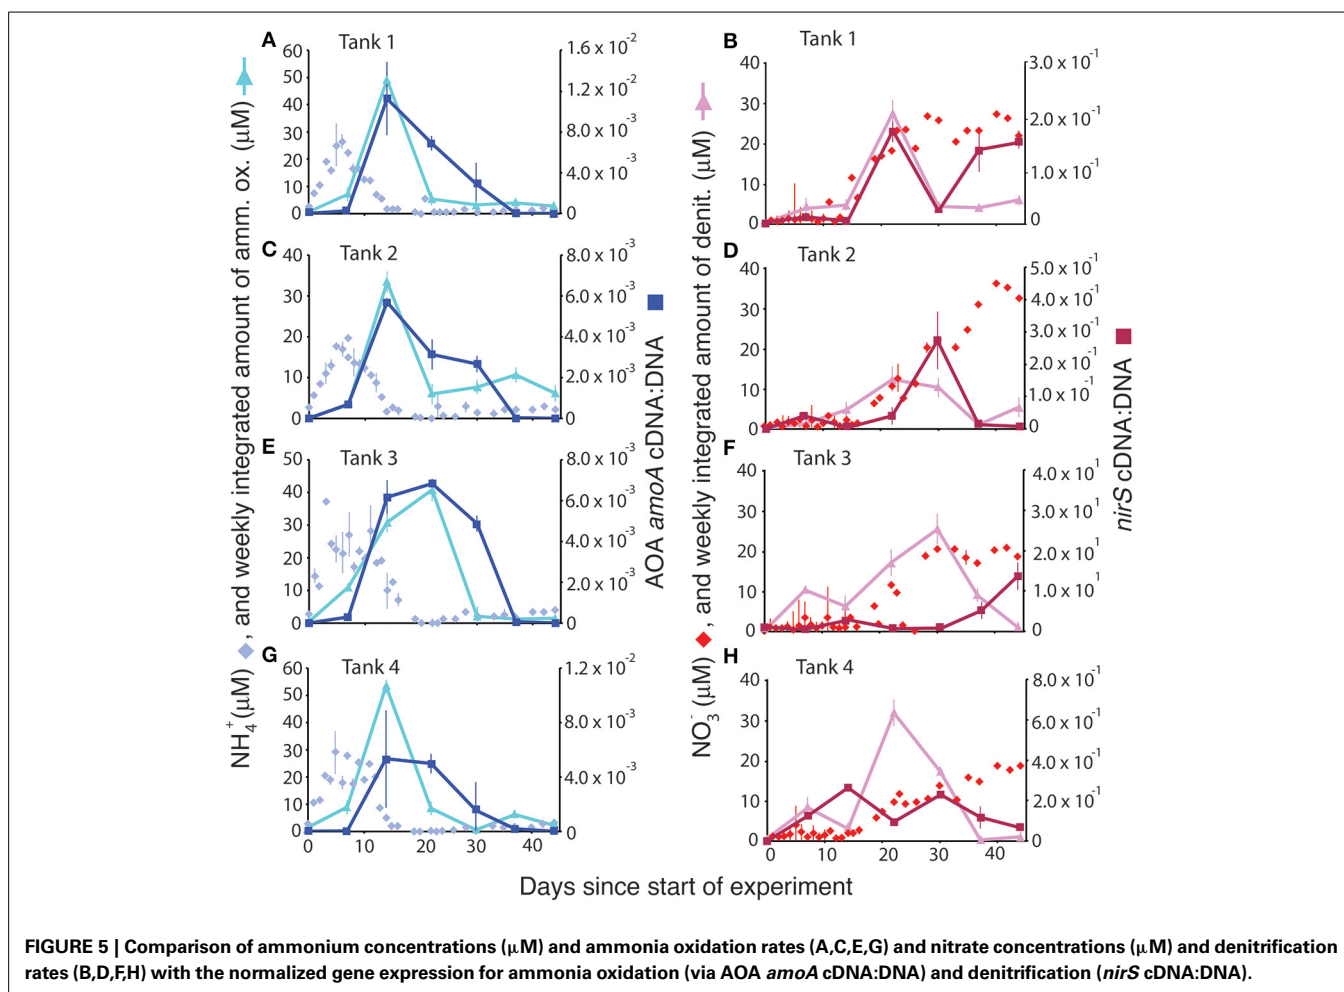 A
Tank 1
60
50
40
30
20
10
0
1.6 x 10⁻²
1.2 x 10⁻²
8.0 x 10⁻³
4.0 x⁻³
0
B
Tank 1
40
30
20
10
0
3.0 x 10⁻¹
2.0 x 10⁻¹
1.0 x 10⁻¹
0
C
Tank 2
40
30
20
10
0
8.0 x 10⁻³
6.0 x 10⁻³
4.0 x 10⁻³
2.0 x 10⁻³
0
D
Tank 2
40
30
20
10
0
5.0 x 10⁻¹
4.0 x 10⁻¹
3.0 x 10⁻¹
2.0 x 10⁻¹
1.0 x 10⁻¹
0
E
Tank 3
50
40
30
20
10
0
8.0 x 10⁻³
6.0 x 10⁻³
4.0 x 10⁻³
2.0 x 10⁻³
0
F
Tank 3
40
30
20
10
0
4.0 x 10¹
3.0 x 10¹
2.0 x 10¹
1.0 x 10¹
0
G
Tank 4
60
50
40
30
20
10
0
1.2 x 10⁻²
8.0 x 10⁻³
4.0 x 10⁻³
0
0 10 20 30 40
H
Tank 4
40
30
20
10
0
8.0 x 10⁻¹
6.0 x 10⁻¹
4.0 x 10⁻¹
2.0 x 10⁻¹
0
0 10 20 30 40
NH₄⁺ (μM) , and weekly integrated amount of amm. ox. (μM)
AOA amoA cDNA:DNA
NO₃⁻ (μM) , and weekly integrated amount of denit. (μM)
nirS cDNA:DNA
Days since start of experiment
FIGURE 5 | Comparison of ammonium concentrations (μM) and ammonia oxidation rates (A,C,E,G) and nitrate concentrations (μM) and denitrification
rates (B,D,F,H) with the normalized gene expression for ammonia oxidation (via AOA amoA cDNA:DNA) and denitrification (nirS cDNA:DNA).